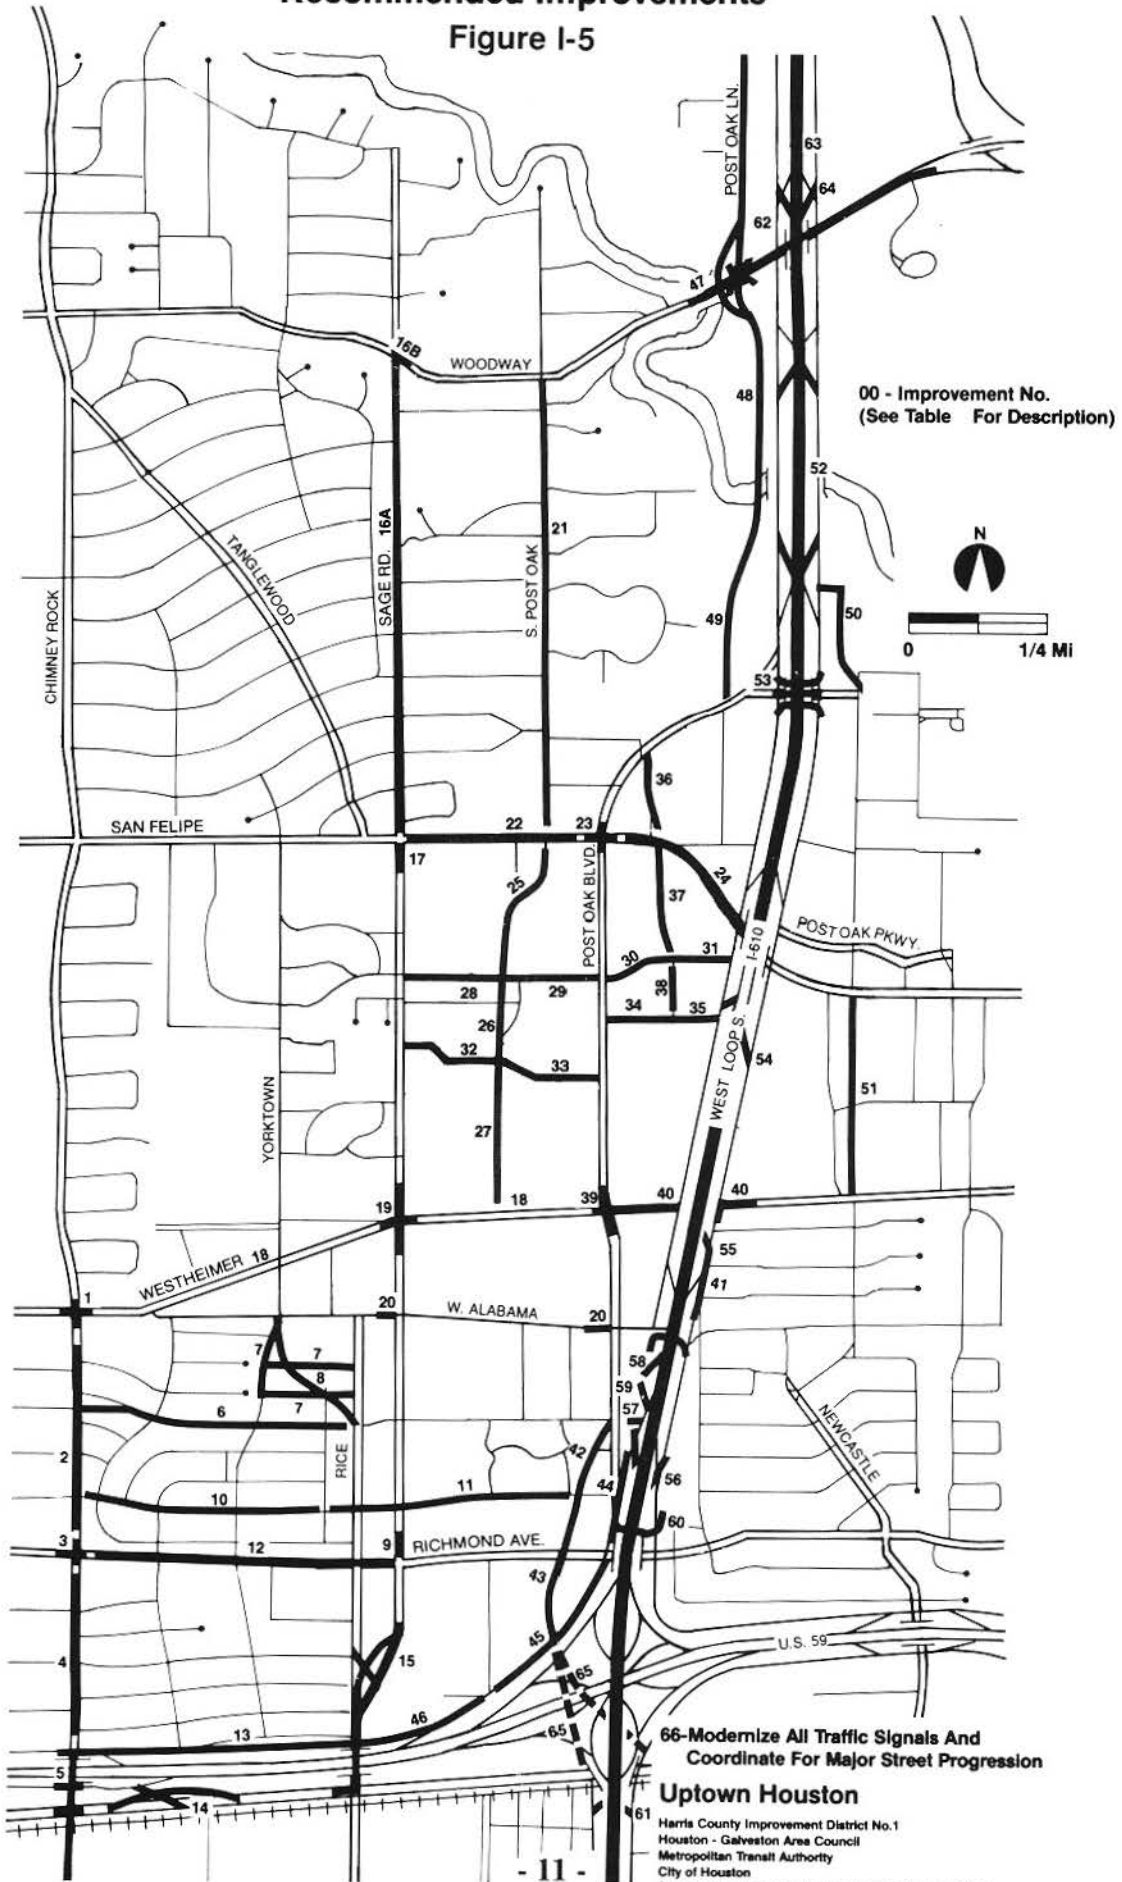 Recommended Improvements
Figure I-5
POST OAK LN.
63
64
62
47
16B
WOODWAY
48
00 - Improvement No.
(See Table For Description)
52
16A
SAGE RD.
21
S. POST OAK
TANGLEWOOD
CHIMNEY ROCK
N
49
50
0 1/4 Mi
53
36
SAN FELIPE
22
23
17
POST OAK BLVD.
24
25
37
POST OAK PKWY.
I-610
30
31
28
29
38
34
35
26
32
33
54
WEST LOOP S.
51
YORKTOWN
27
18
39
40
40
19
55
WESTHEIMER 18
41
1
20
W. ALABAMA
20
7
7
8
58
59
7
6
57
NEWCASTLE
2
RICE
42
44
56
10
11
60
3
12
9
RICHMOND AVE.
43
45
U.S. 59
4
15
65
46
65
13
66-Modernize All Traffic Signals And
Coordinate For Major Street Progression
5
14
Uptown Houston
61
Harris County Improvement District No.1
Houston - Galveston Area Council
Metropolitan Transit Authority
City of Houston
- 11 -